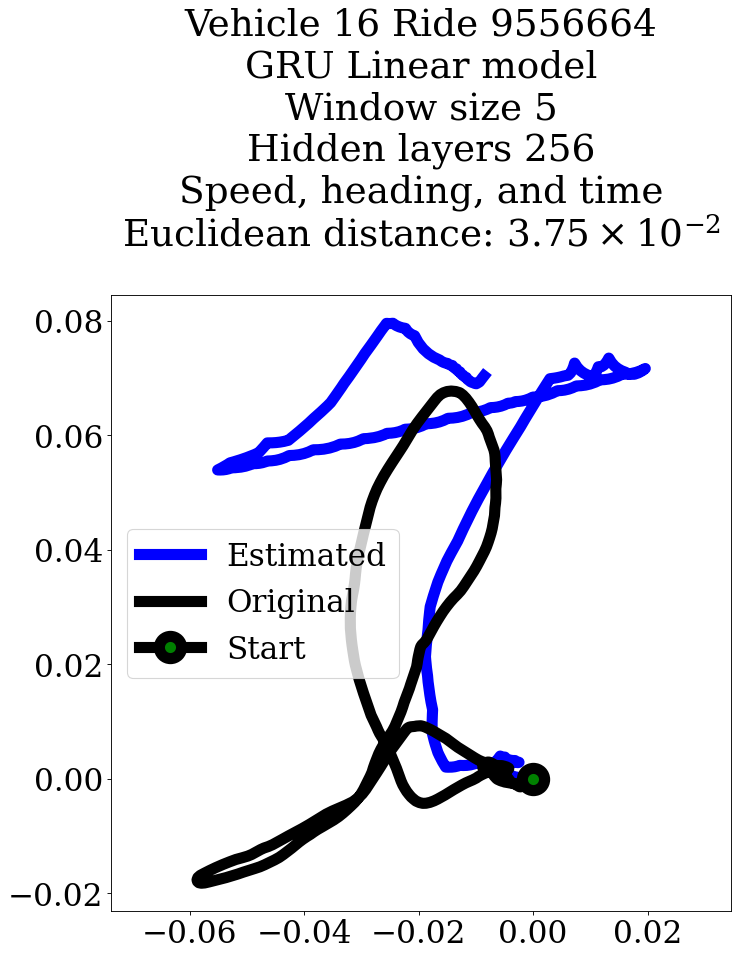 Vehicle 16 Ride 9556664
GRU Linear model
Window size 5
Hidden layers 256
Speed, heading, and time
Euclidean distance: 3.75 × 10⁻²
0.08
0.06
0.04
0.02
0.00
−0.02
Estimated
Original
Start
−0.06 −0.04 −0.02 0.00 0.02